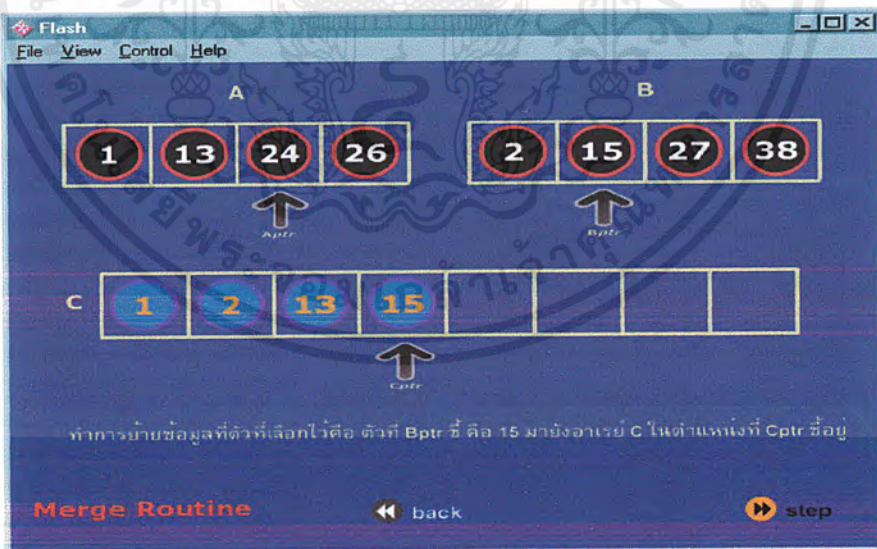 Flash
File View Control Help
A B
1 13 24 26 2 15 27 38
Aptr Bptr
C 1 2 13 15
Cptr
ทำการย้ายข้อมูลที่ตัวที่เลือกไว้คือ ตัวที่ Bptr ชี้ คือ 15 มายังอาเรย์ C ในตำแหน่งที่ Cptr ชี้อยู่
Merge Routine back step